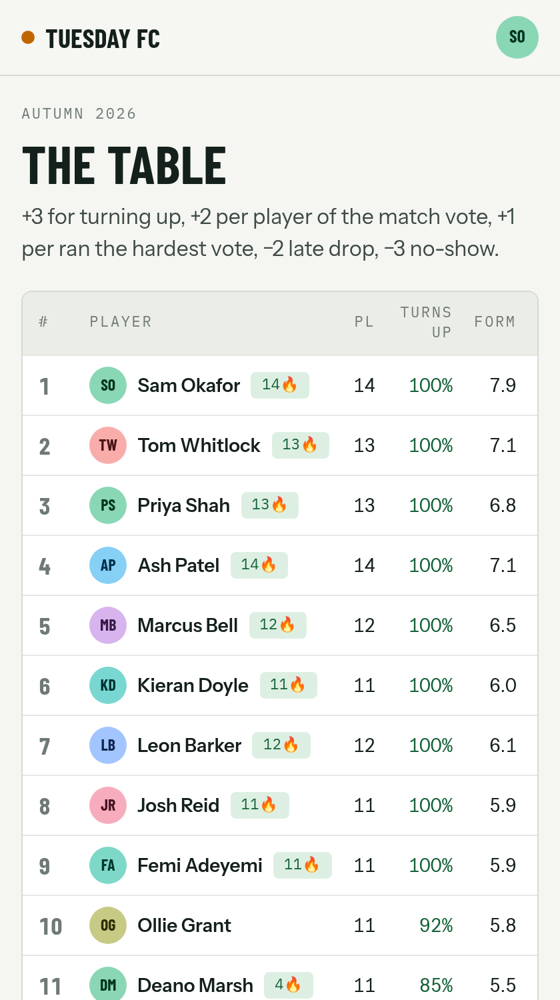 TUESDAY FC
SO
AUTUMN 2026
THE TABLE
+3 for turning up, +2 per player of the match vote, +1
per ran the hardest vote, −2 late drop, −3 no-show.
# PLAYER PL TURNS UP FORM
1 SO Sam Okafor 14🔥 14 100% 7.9
2 TW Tom Whitlock 13🔥 13 100% 7.1
3 PS Priya Shah 13🔥 13 100% 6.8
4 AP Ash Patel 14🔥 14 100% 7.1
5 MB Marcus Bell 12🔥 12 100% 6.5
6 KD Kieran Doyle 11🔥 11 100% 6.0
7 LB Leon Barker 12🔥 12 100% 6.1
8 JR Josh Reid 11🔥 11 100% 5.9
9 FA Femi Adeyemi 11🔥 11 100% 5.9
10 OG Ollie Grant 11 92% 5.8
11 DM Deano Marsh 4🔥 11 85% 5.5